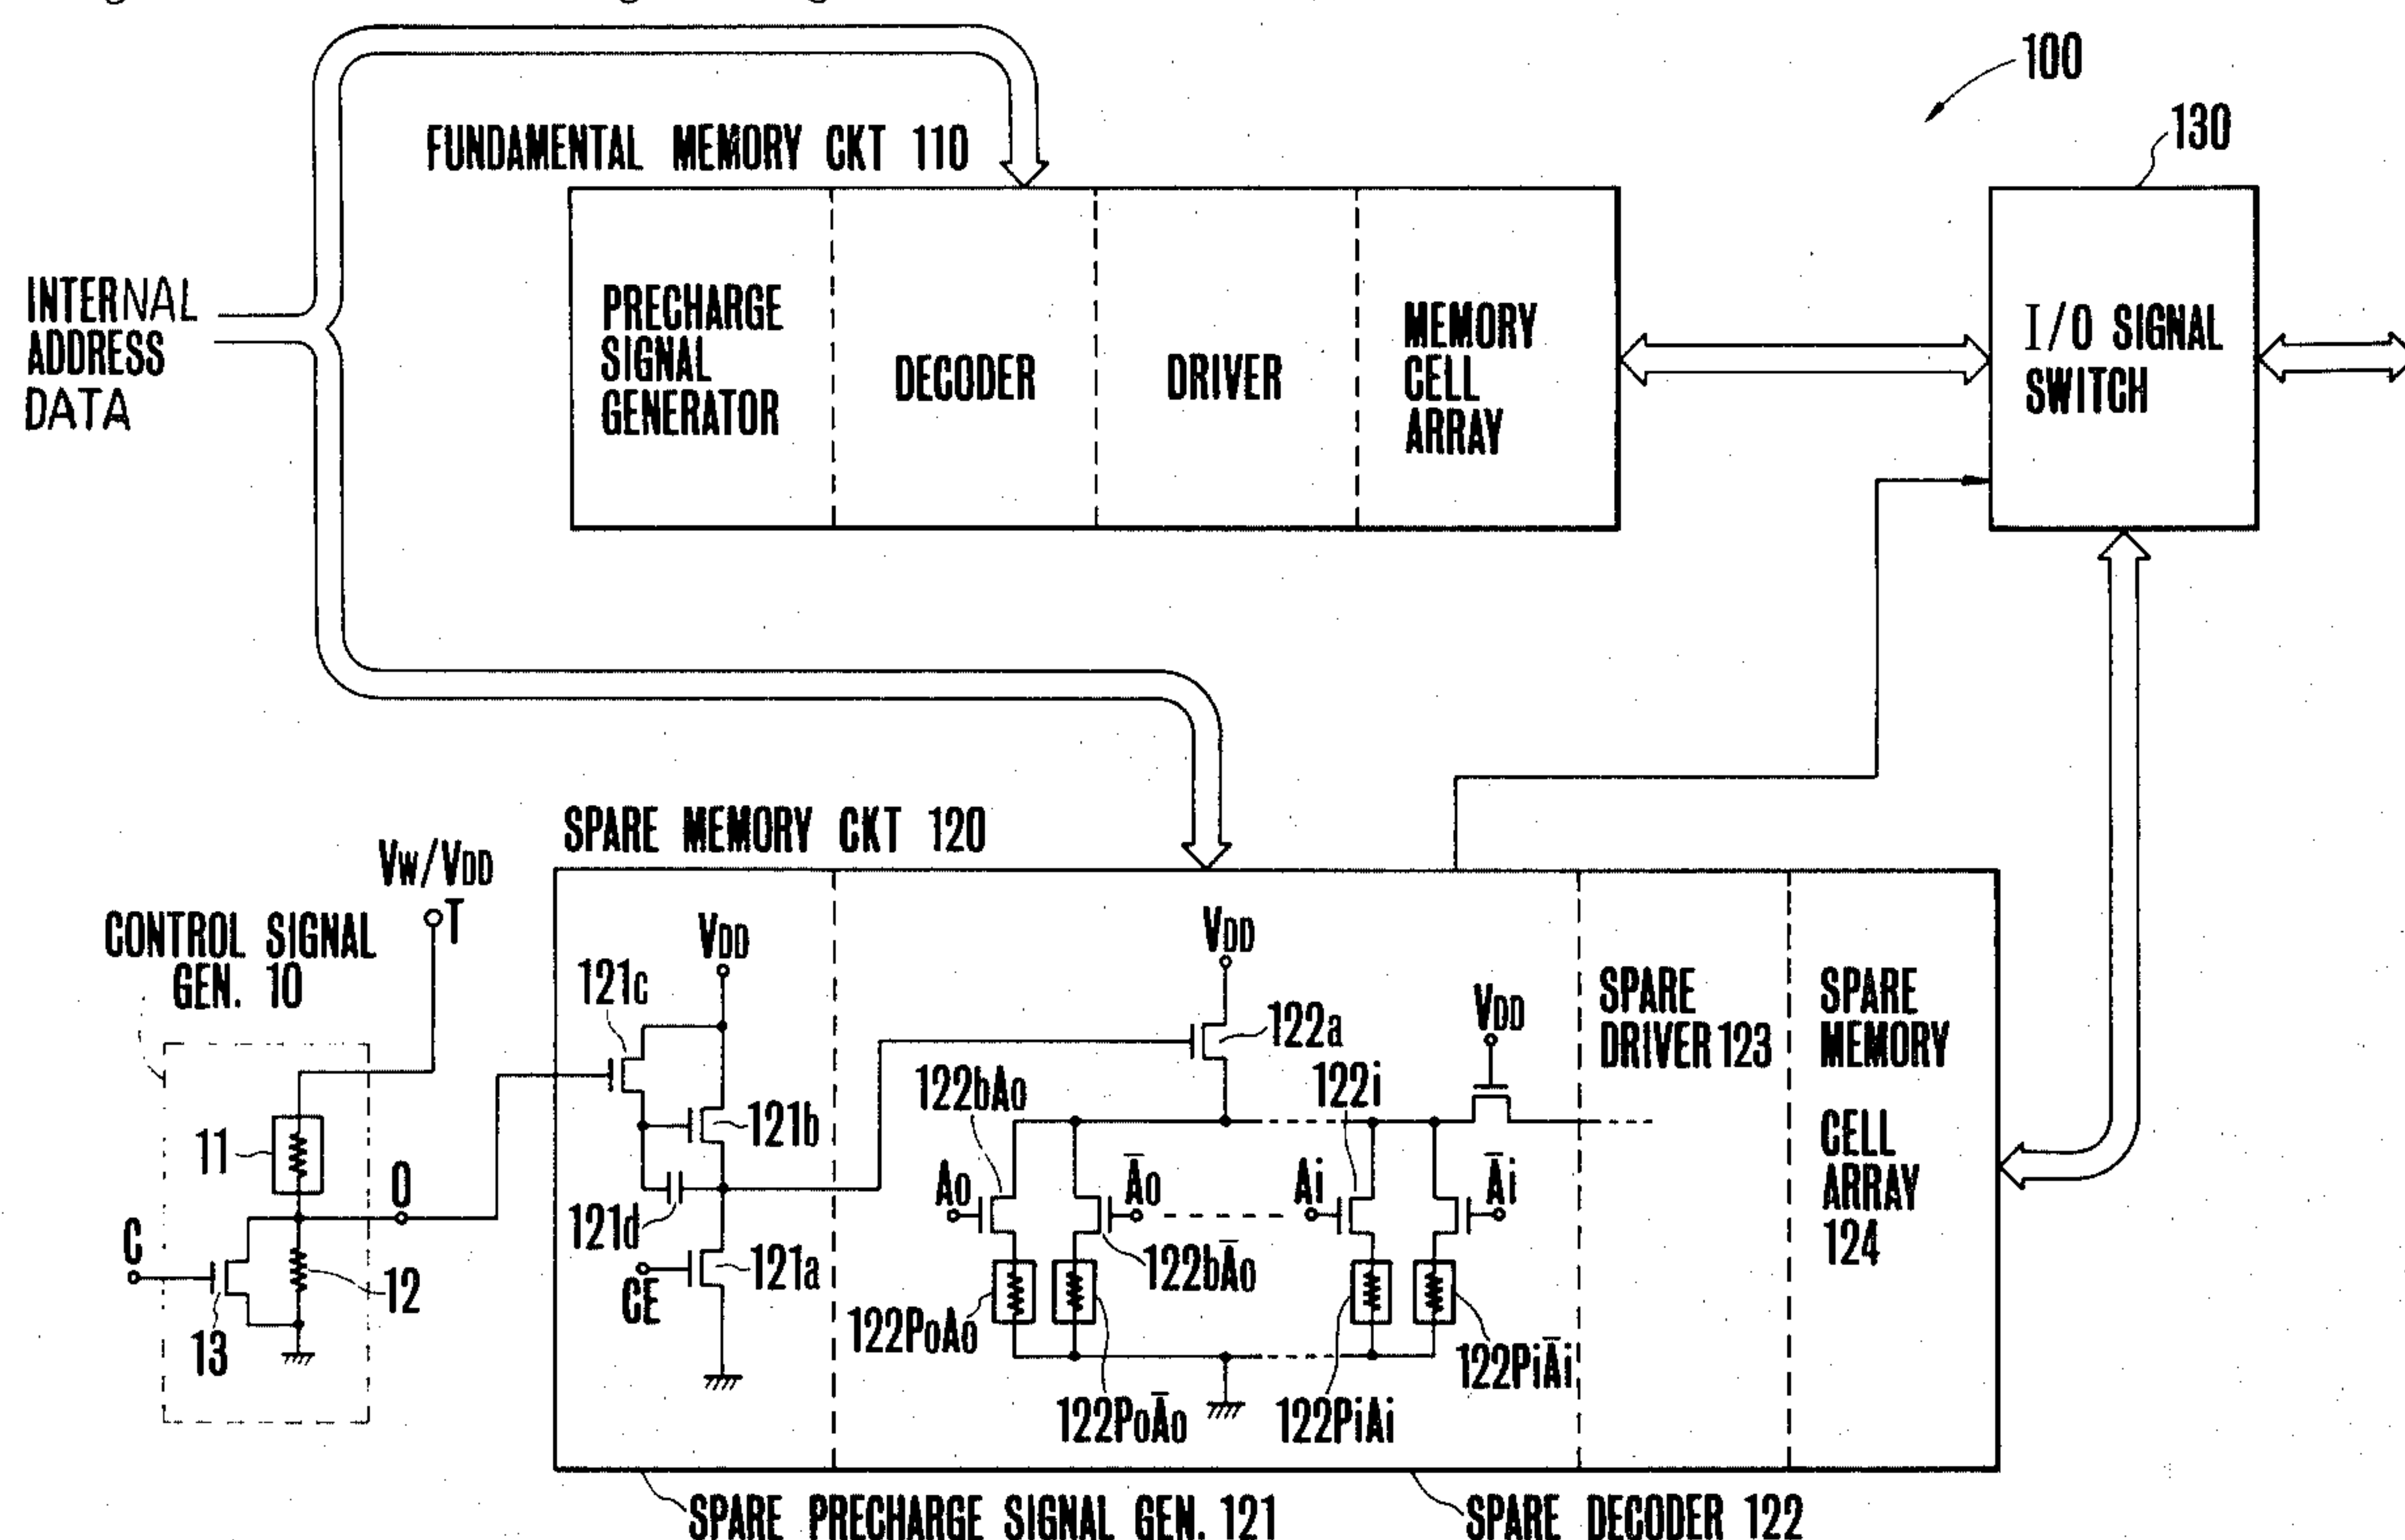 100
130
FUNDAMENTAL MEMORY CKT 110
INTERNAL
ADDRESS
DATA
PRECHARGE
SIGNAL
GENERATOR
DECODER
DRIVER
MEMORY
CELL
ARRAY
I/O SIGNAL
SWITCH
SPARE MEMORY CKT 120
VW/VDD
T
CONTROL SIGNAL
GEN. 10
11
O
C
12
13
VDD
121c
121b
121d
121a
CE
VDD
122a
VDD
122bA0
122i
A0
Ā0
Ai
Āi
122bĀ0
122P0A0
122P0Ā0
122PiAi
122PiĀi
SPARE
DRIVER 123
SPARE
MEMORY
CELL
ARRAY
124
SPARE PRECHARGE SIGNAL GEN. 121
SPARE DECODER 122